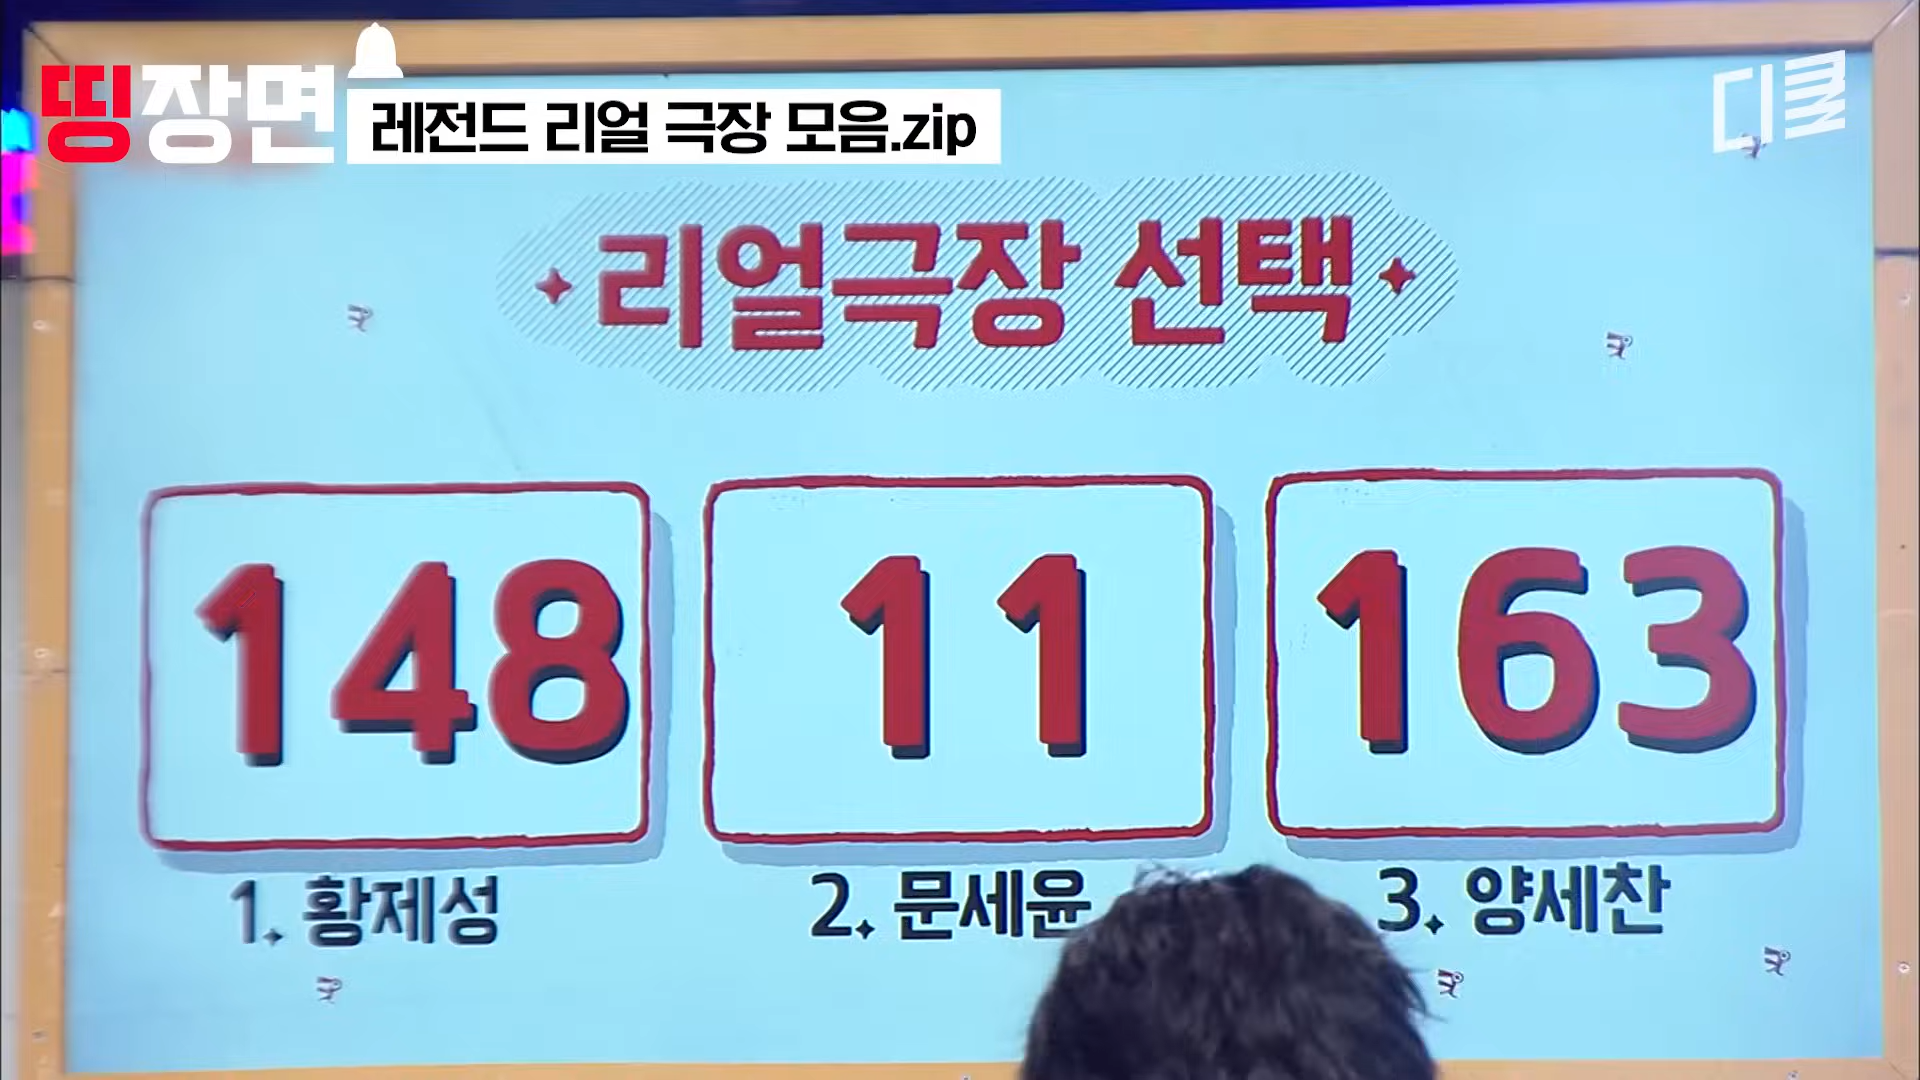 띵장면
레전드 리얼 극장 모음.zip
디클
리얼극장 선택
148
11
163
1. 황제성
2. 문세윤
3. 양세찬